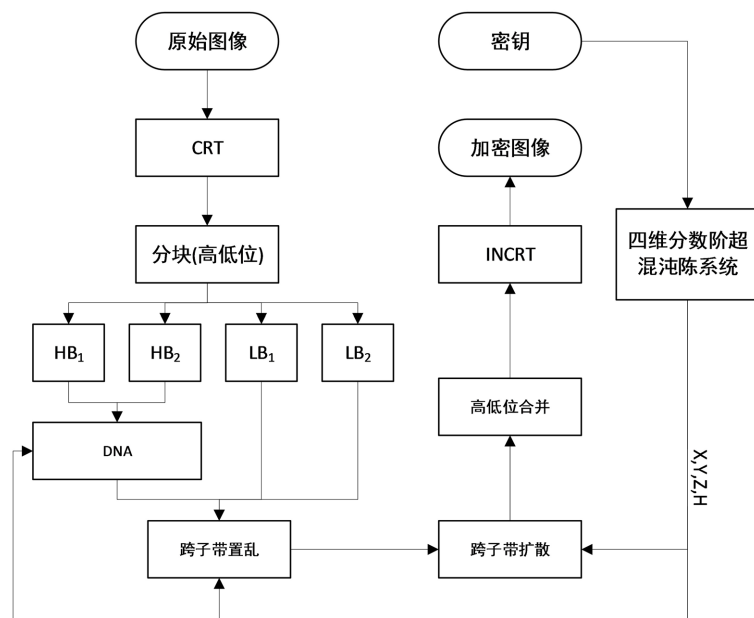 原始图像
密钥
CRT
加密图像
分块(高低位)
INCRT
四维分数阶超
混沌陈系统
HB₁
HB₂
LB₁
LB₂
高低位合并
DNA
X,Y,Z,H
跨子带置乱
跨子带扩散